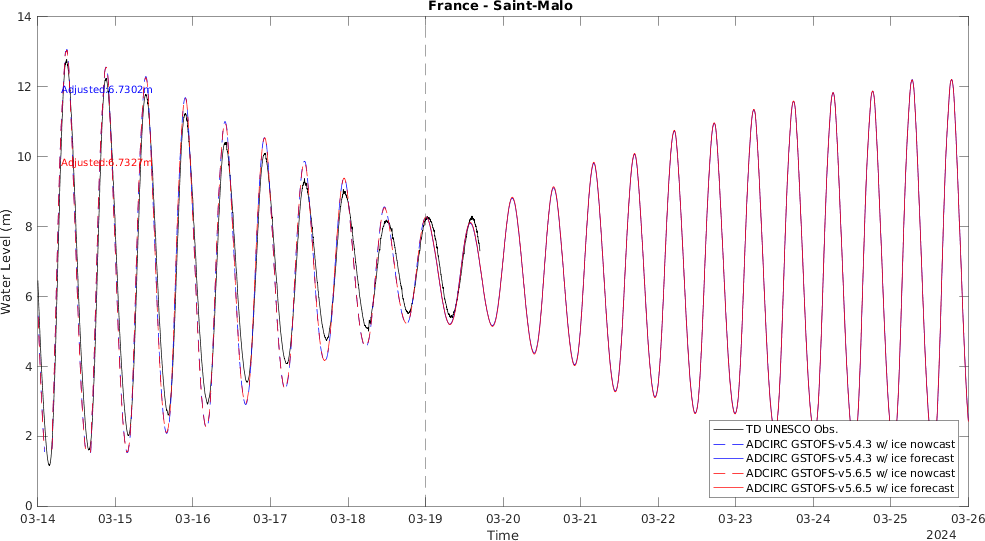 France - Saint-Malo
14
12
10
8
6
4
2
0
Water Level (m)
Adjusted:6.7302m
Adjusted:6.7327m
TD UNESCO Obs.
ADCIRC GSTOFS-v5.4.3 w/ ice nowcast
ADCIRC GSTOFS-v5.4.3 w/ ice forecast
ADCIRC GSTOFS-v5.6.5 w/ ice nowcast
ADCIRC GSTOFS-v5.6.5 w/ ice forecast
03-14 03-15 03-16 03-17 03-18 03-19 03-20 03-21 03-22 03-23 03-24 03-25 03-26
Time
2024